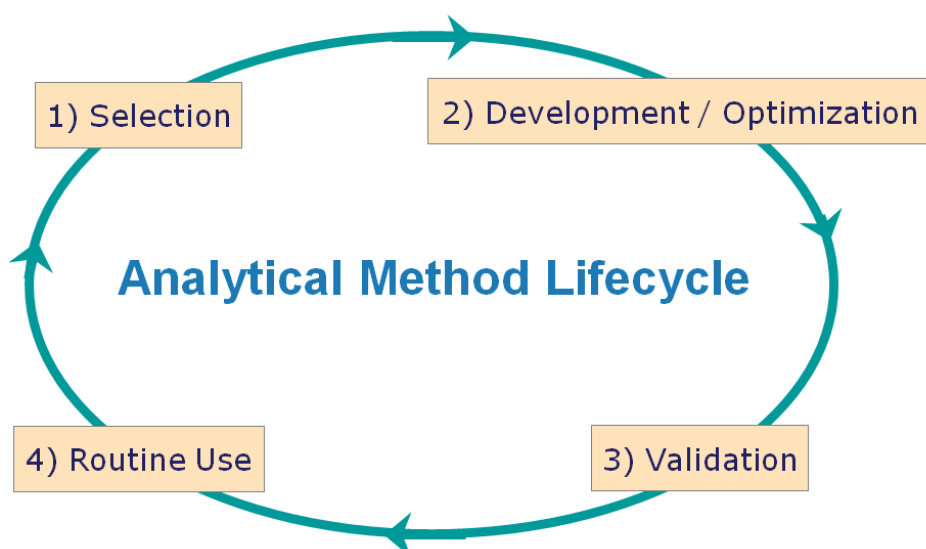 1) Selection
2) Development / Optimization
Analytical Method Lifecycle
4) Routine Use
3) Validation